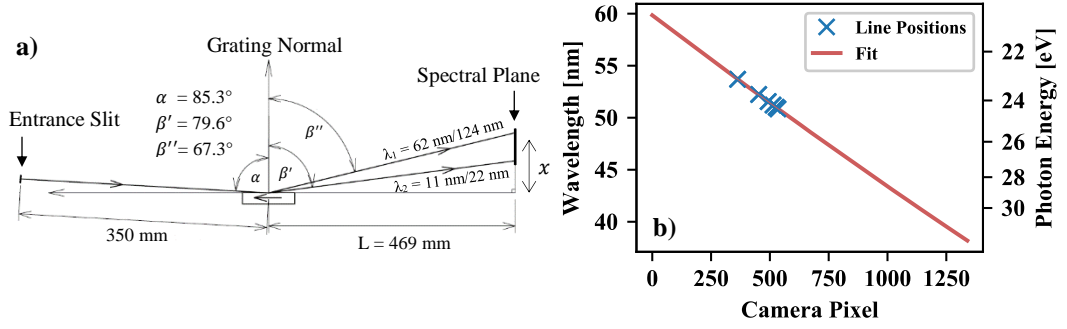 a)
Grating Normal
Spectral Plane
Entrance Slit
α = 85.3°
β′ = 79.6°
β′′= 67.3°
β′′
λ₁ = 62 nm/124 nm
α
β′
λ₂ = 11 nm/22 nm
x
350 mm
L = 469 mm
Line Positions
Fit
Wavelength [nm]
60
55
50
45
40
22
24
26
28
30
Photon Energy [eV]
b)
0
250
500
750
1000
1250
Camera Pixel